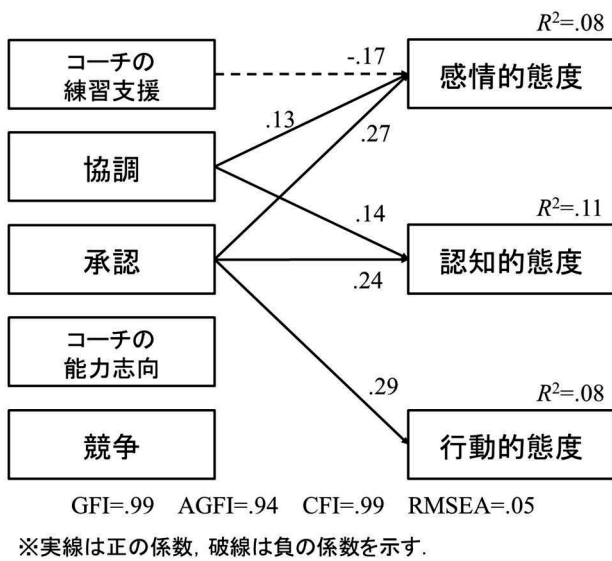 R²=.08
コーチの
練習支援
-.17
感情的態度
.13
.27
協調
.14
R²=.11
承認
.24
認知的態度
コーチの
能力志向
.29
R²=.08
競争
行動的態度
GFI=.99 AGFI=.94 CFI=.99 RMSEA=.05
※実線は正の係数, 破線は負の係数を示す.